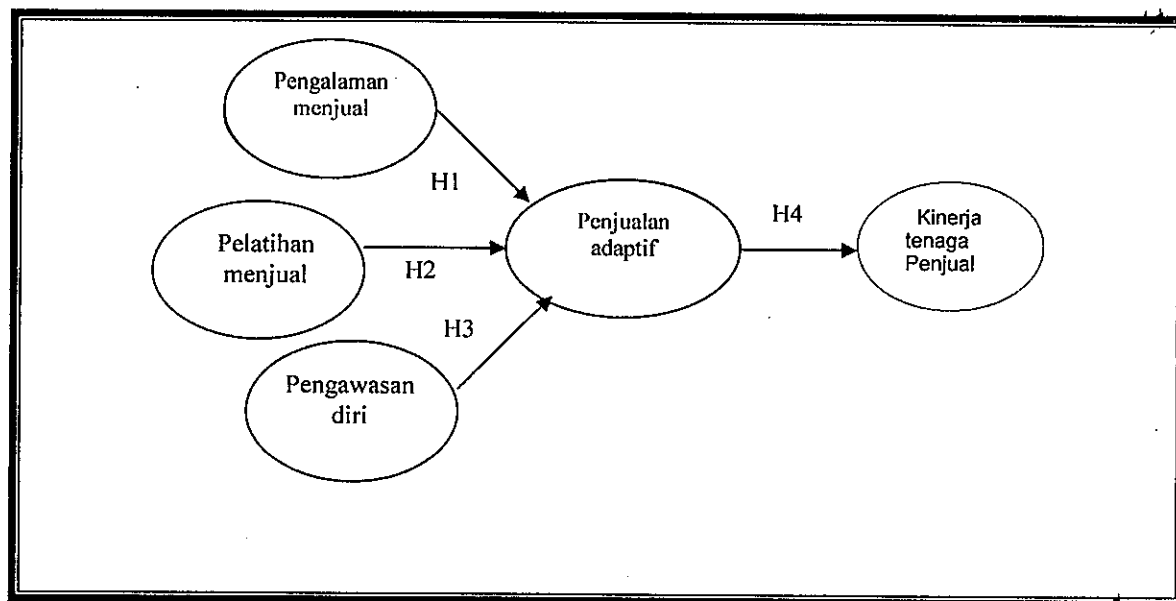 Pengalaman
menjual
H1
Pelatihan
menjual
H2
Penjualan
adaptif
H4
Kinerja
tenaga
Penjual
H3
Pengawasan
diri